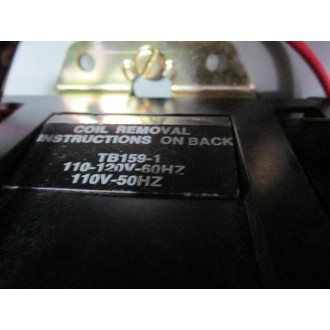 COIL REMOVAL
INSTRUCTIONS ON BACK
TB159-1
110-120V-60HZ
110V-50HZ